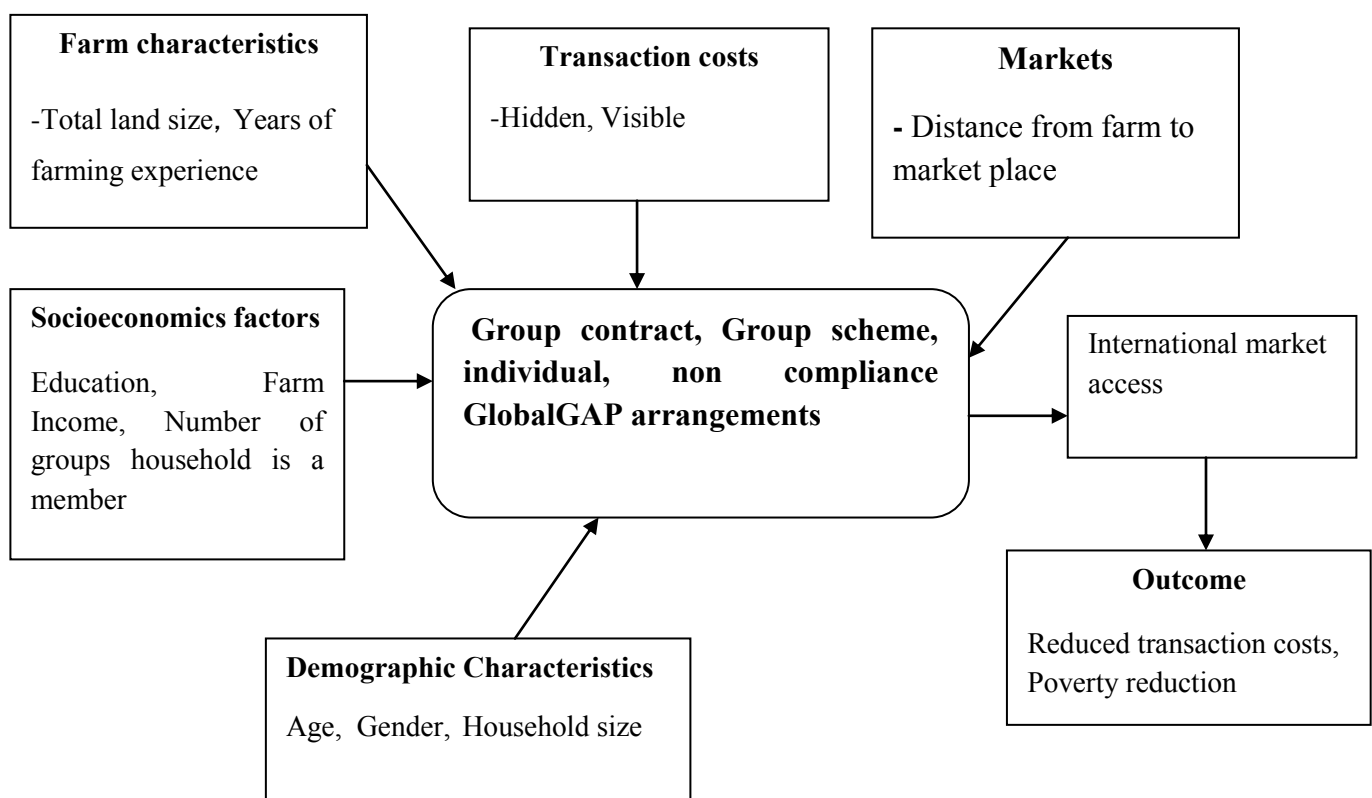 Farm characteristics
-Total land size, Years of
farming experience
Transaction costs
-Hidden, Visible
Markets
- Distance from farm to
market place
Socioeconomics factors
Education, Farm
Income, Number of
groups household is a
member
Group contract, Group scheme,
individual, non compliance
GlobalGAP arrangements
International market
access
Demographic Characteristics
Age, Gender, Household size
Outcome
Reduced transaction costs,
Poverty reduction